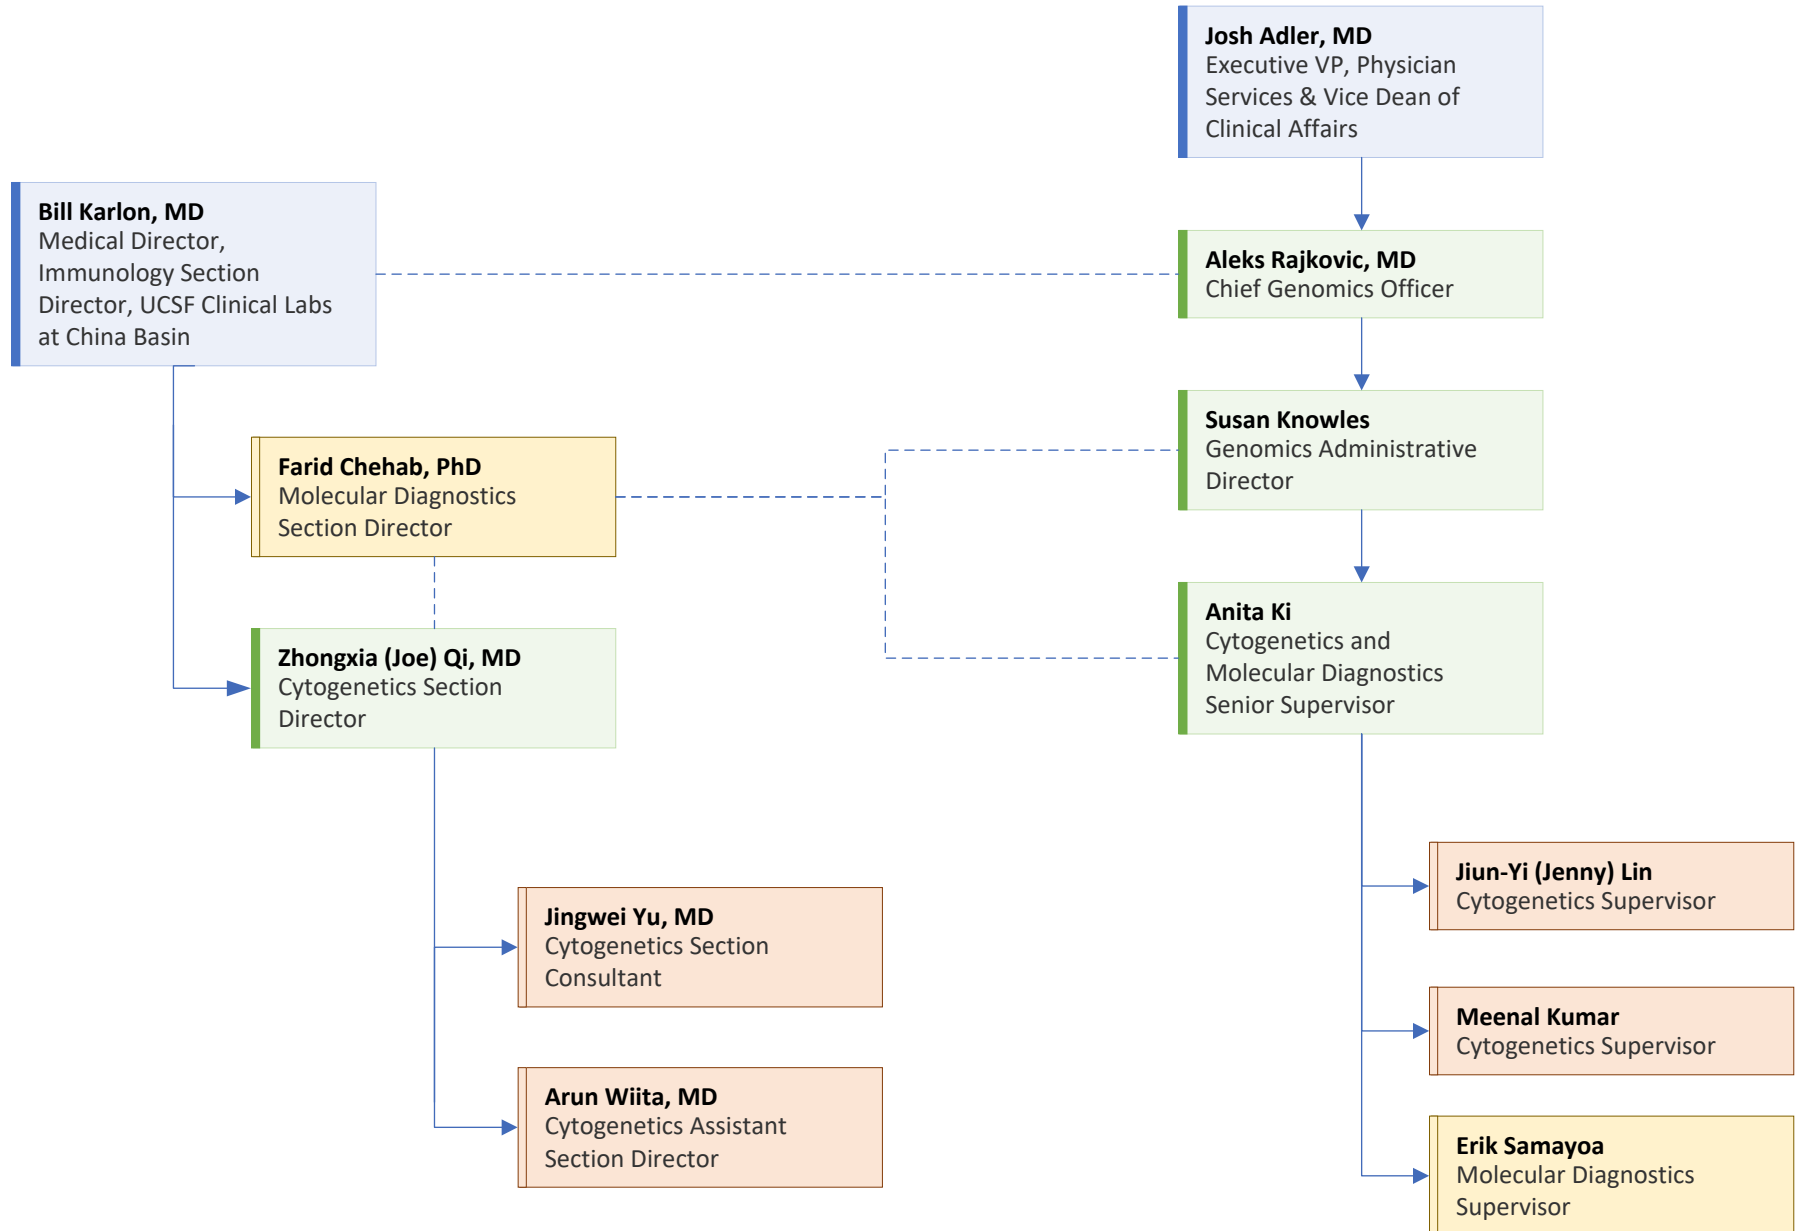 Josh Adler, MD
Executive VP, Physician
Services & Vice Dean of
Clinical Affairs
Bill Karlon, MD
Medical Director,
Immunology Section
Director, UCSF Clinical Labs
at China Basin
Aleks Rajkovic, MD
Chief Genomics Officer
Susan Knowles
Genomics Administrative
Director
Farid Chehab, PhD
Molecular Diagnostics
Section Director
Anita Ki
Cytogenetics and
Molecular Diagnostics
Senior Supervisor
Zhongxia (Joe) Qi, MD
Cytogenetics Section
Director
Jiun-Yi (Jenny) Lin
Cytogenetics Supervisor
Jingwei Yu, MD
Cytogenetics Section
Consultant
Meenal Kumar
Cytogenetics Supervisor
Arun Wiita, MD
Cytogenetics Assistant
Section Director
Erik Samayoa
Molecular Diagnostics
Supervisor